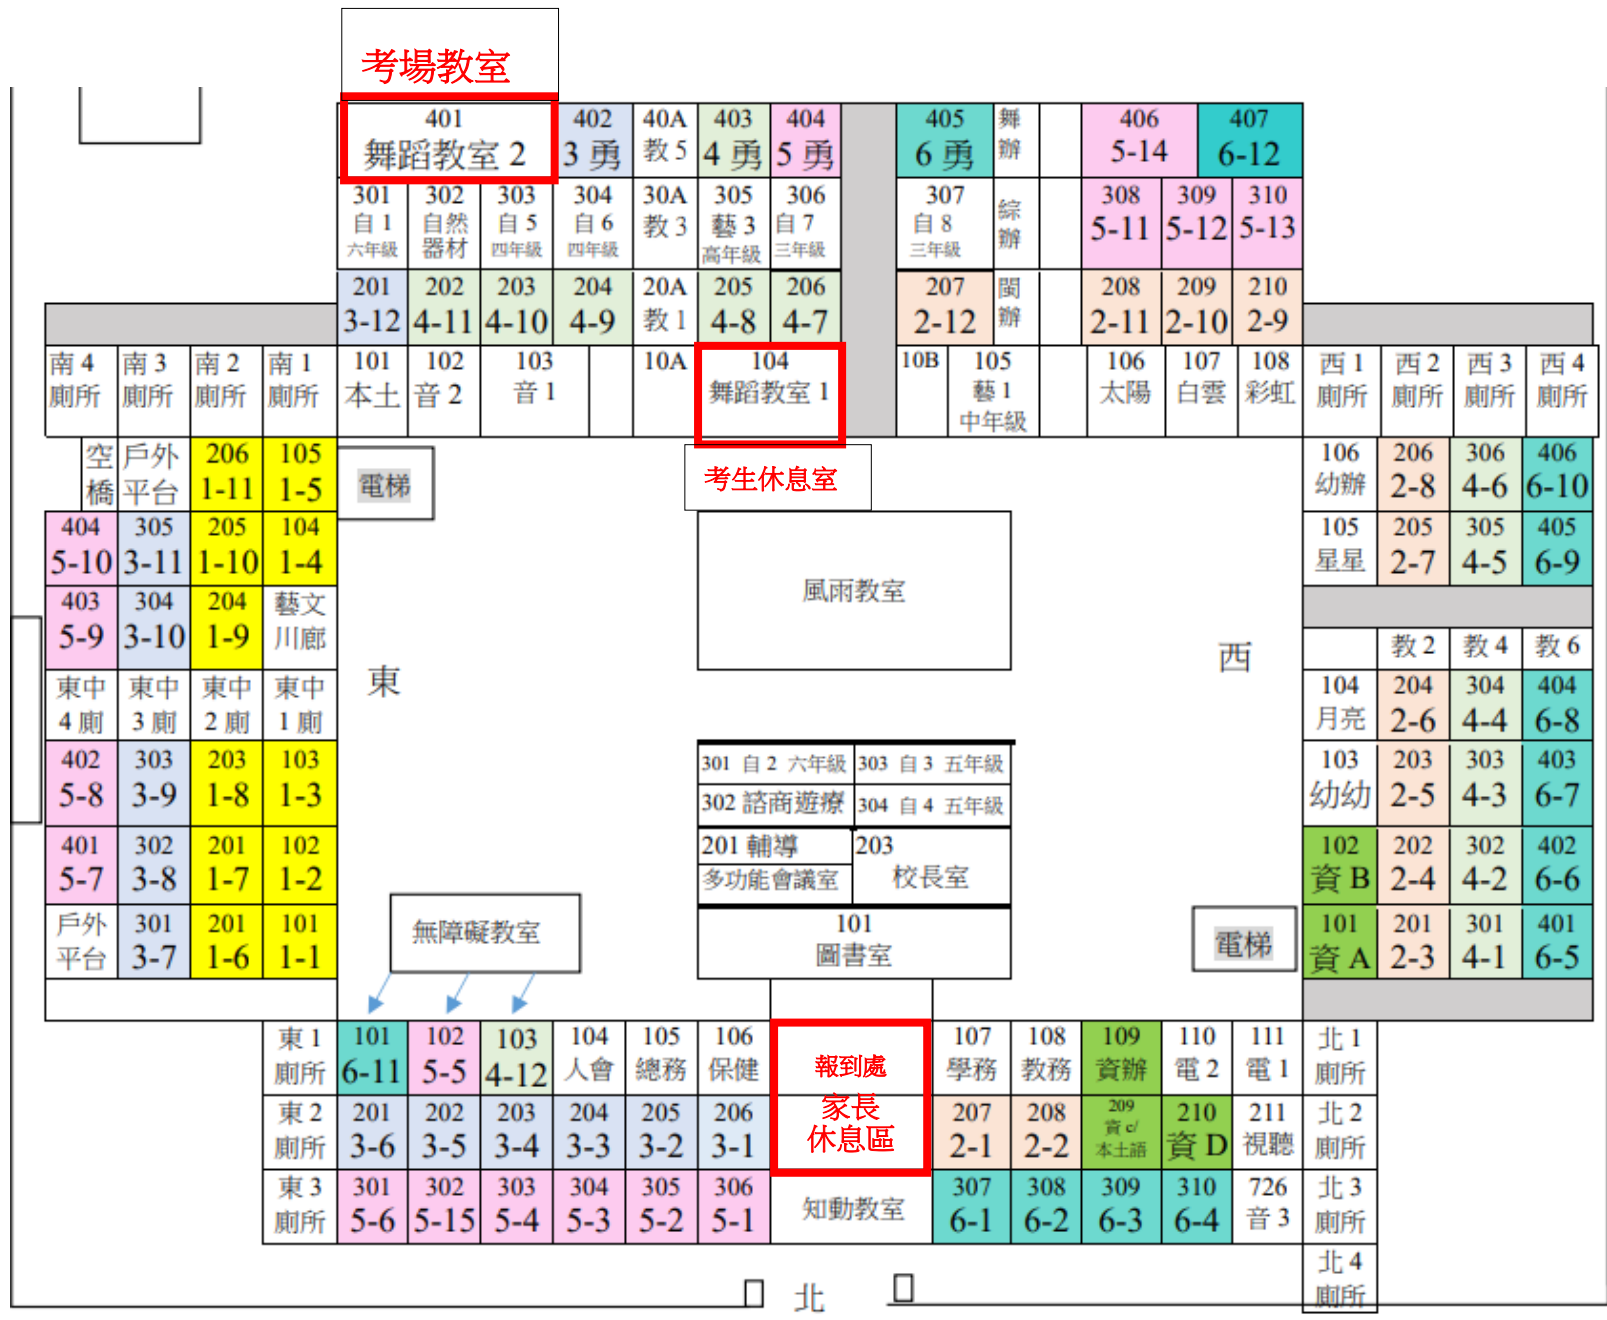 考場教室
401 402 40A 403 404 405 舞 406 407
舞蹈教室 2 3 勇 教 5 4 勇 5 勇 6 勇 辦 5-14 6-12
301 302 303 304 30A 305 306 307 綜 308 309 310
自 1 自然 自 5 自 6 教 3 藝 3 自 7 自 8 辦 5-11 5-12 5-13
六年級 器材 四年級 四年級 高年級 三年級 三年級
201 202 203 204 20A 205 206 207 閩 208 209 210
3-12 4-11 4-10 4-9 教 1 4-8 4-7 2-12 辦 2-11 2-10 2-9
南 4 南 3 南 2 南 1 101 102 103 10A 104 10B 105 106 107 108 西 1 西 2 西 3 西 4
廁所 廁所 廁所 廁所 本土 音 2 音 1 舞蹈教室 1 藝 1 太陽 白雲 彩虹 廁所 廁所 廁所 廁所
中年級
空 戶外 206 105 106 206 306 406
橋 平台 1-11 1-5 電梯 考生休息室 幼辦 2-8 4-6 6-10
404 305 205 104 105 205 305 405
5-10 3-11 1-10 1-4 星星 2-7 4-5 6-9
風雨教室
403 304 204 藝文
5-9 3-10 1-9 川廊 教 2 教 4 教 6
東 西
東中 東中 東中 東中 104 204 304 404
4 廁 3 廁 2 廁 1 廁 月亮 2-6 4-4 6-8
402 303 203 103 301 自 2 六年級 303 自 3 五年級 103 203 303 403
5-8 3-9 1-8 1-3 302 諮商遊療 304 自 4 五年級 幼幼 2-5 4-3 6-7
401 302 201 102 201 輔導 203 102 202 302 402
5-7 3-8 1-7 1-2 多功能會議室 校長室 資 B 2-4 4-2 6-6
戶外 301 201 101 無障礙教室 101 電梯 101 201 301 401
平台 3-7 1-6 1-1 圖書室 資 A 2-3 4-1 6-5
東 1 101 102 103 104 105 106 報到處 107 108 109 110 111 北 1
廁所 6-11 5-5 4-12 人會 總務 保健 學務 教務 資辦 電 2 電 1 廁所
東 2 201 202 203 204 205 206 家長 207 208 209 210 211 北 2
廁所 3-6 3-5 3-4 3-3 3-2 3-1 休息區 2-1 2-2 資 c/ 資 D 視聽 廁所
本土語
東 3 301 302 303 304 305 306 知動教室 307 308 309 310 726 北 3
廁所 5-6 5-15 5-4 5-3 5-2 5-1 6-1 6-2 6-3 6-4 音 3 廁所
北 4
北 廁所